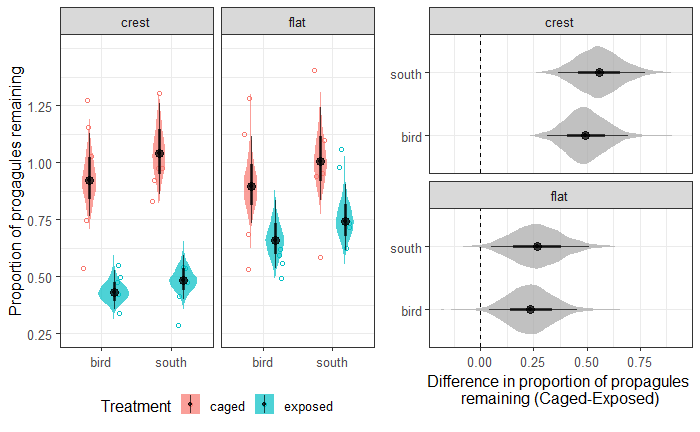 crest
flat
Proportion of progagules remaining
1.25
1.00
0.75
0.50
0.25
bird
south
bird
south
Treatment
caged
exposed
crest
south
bird
flat
south
bird
0.00
0.25
0.50
0.75
Difference in proportion of propagules
remaining (Caged-Exposed)